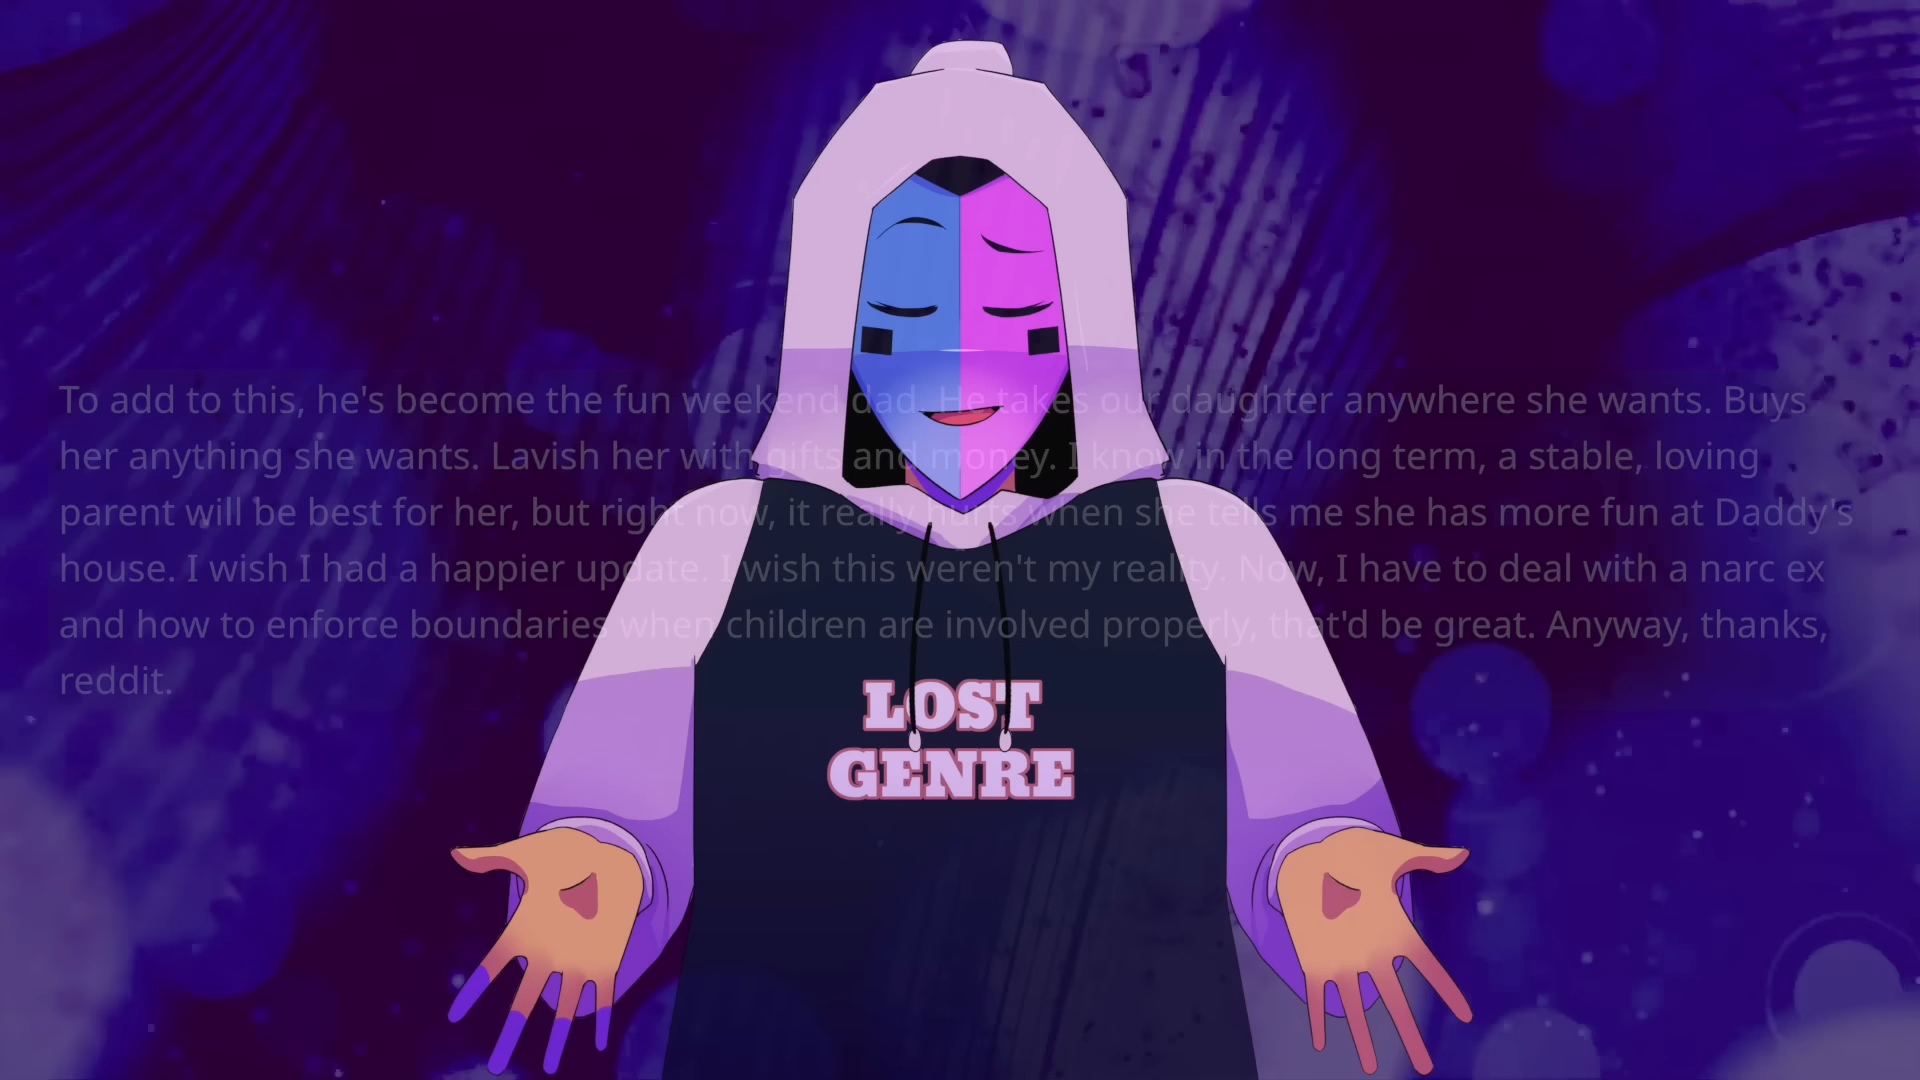 To add to this, he's become the fun weekend dad. He takes our daughter anywhere she wants. Buys
her anything she wants. Lavish her with gifts and money. I know in the long term, a stable, loving
parent will be best for her, but right now, it really hurts when she tells me she has more fun at Daddy's
house. I wish I had a happier update. I wish this weren't my reality. Now, I have to deal with a narc ex
and how to enforce boundaries when children are involved properly, that'd be great. Anyway, thanks,
reddit.
LOST
GENRE